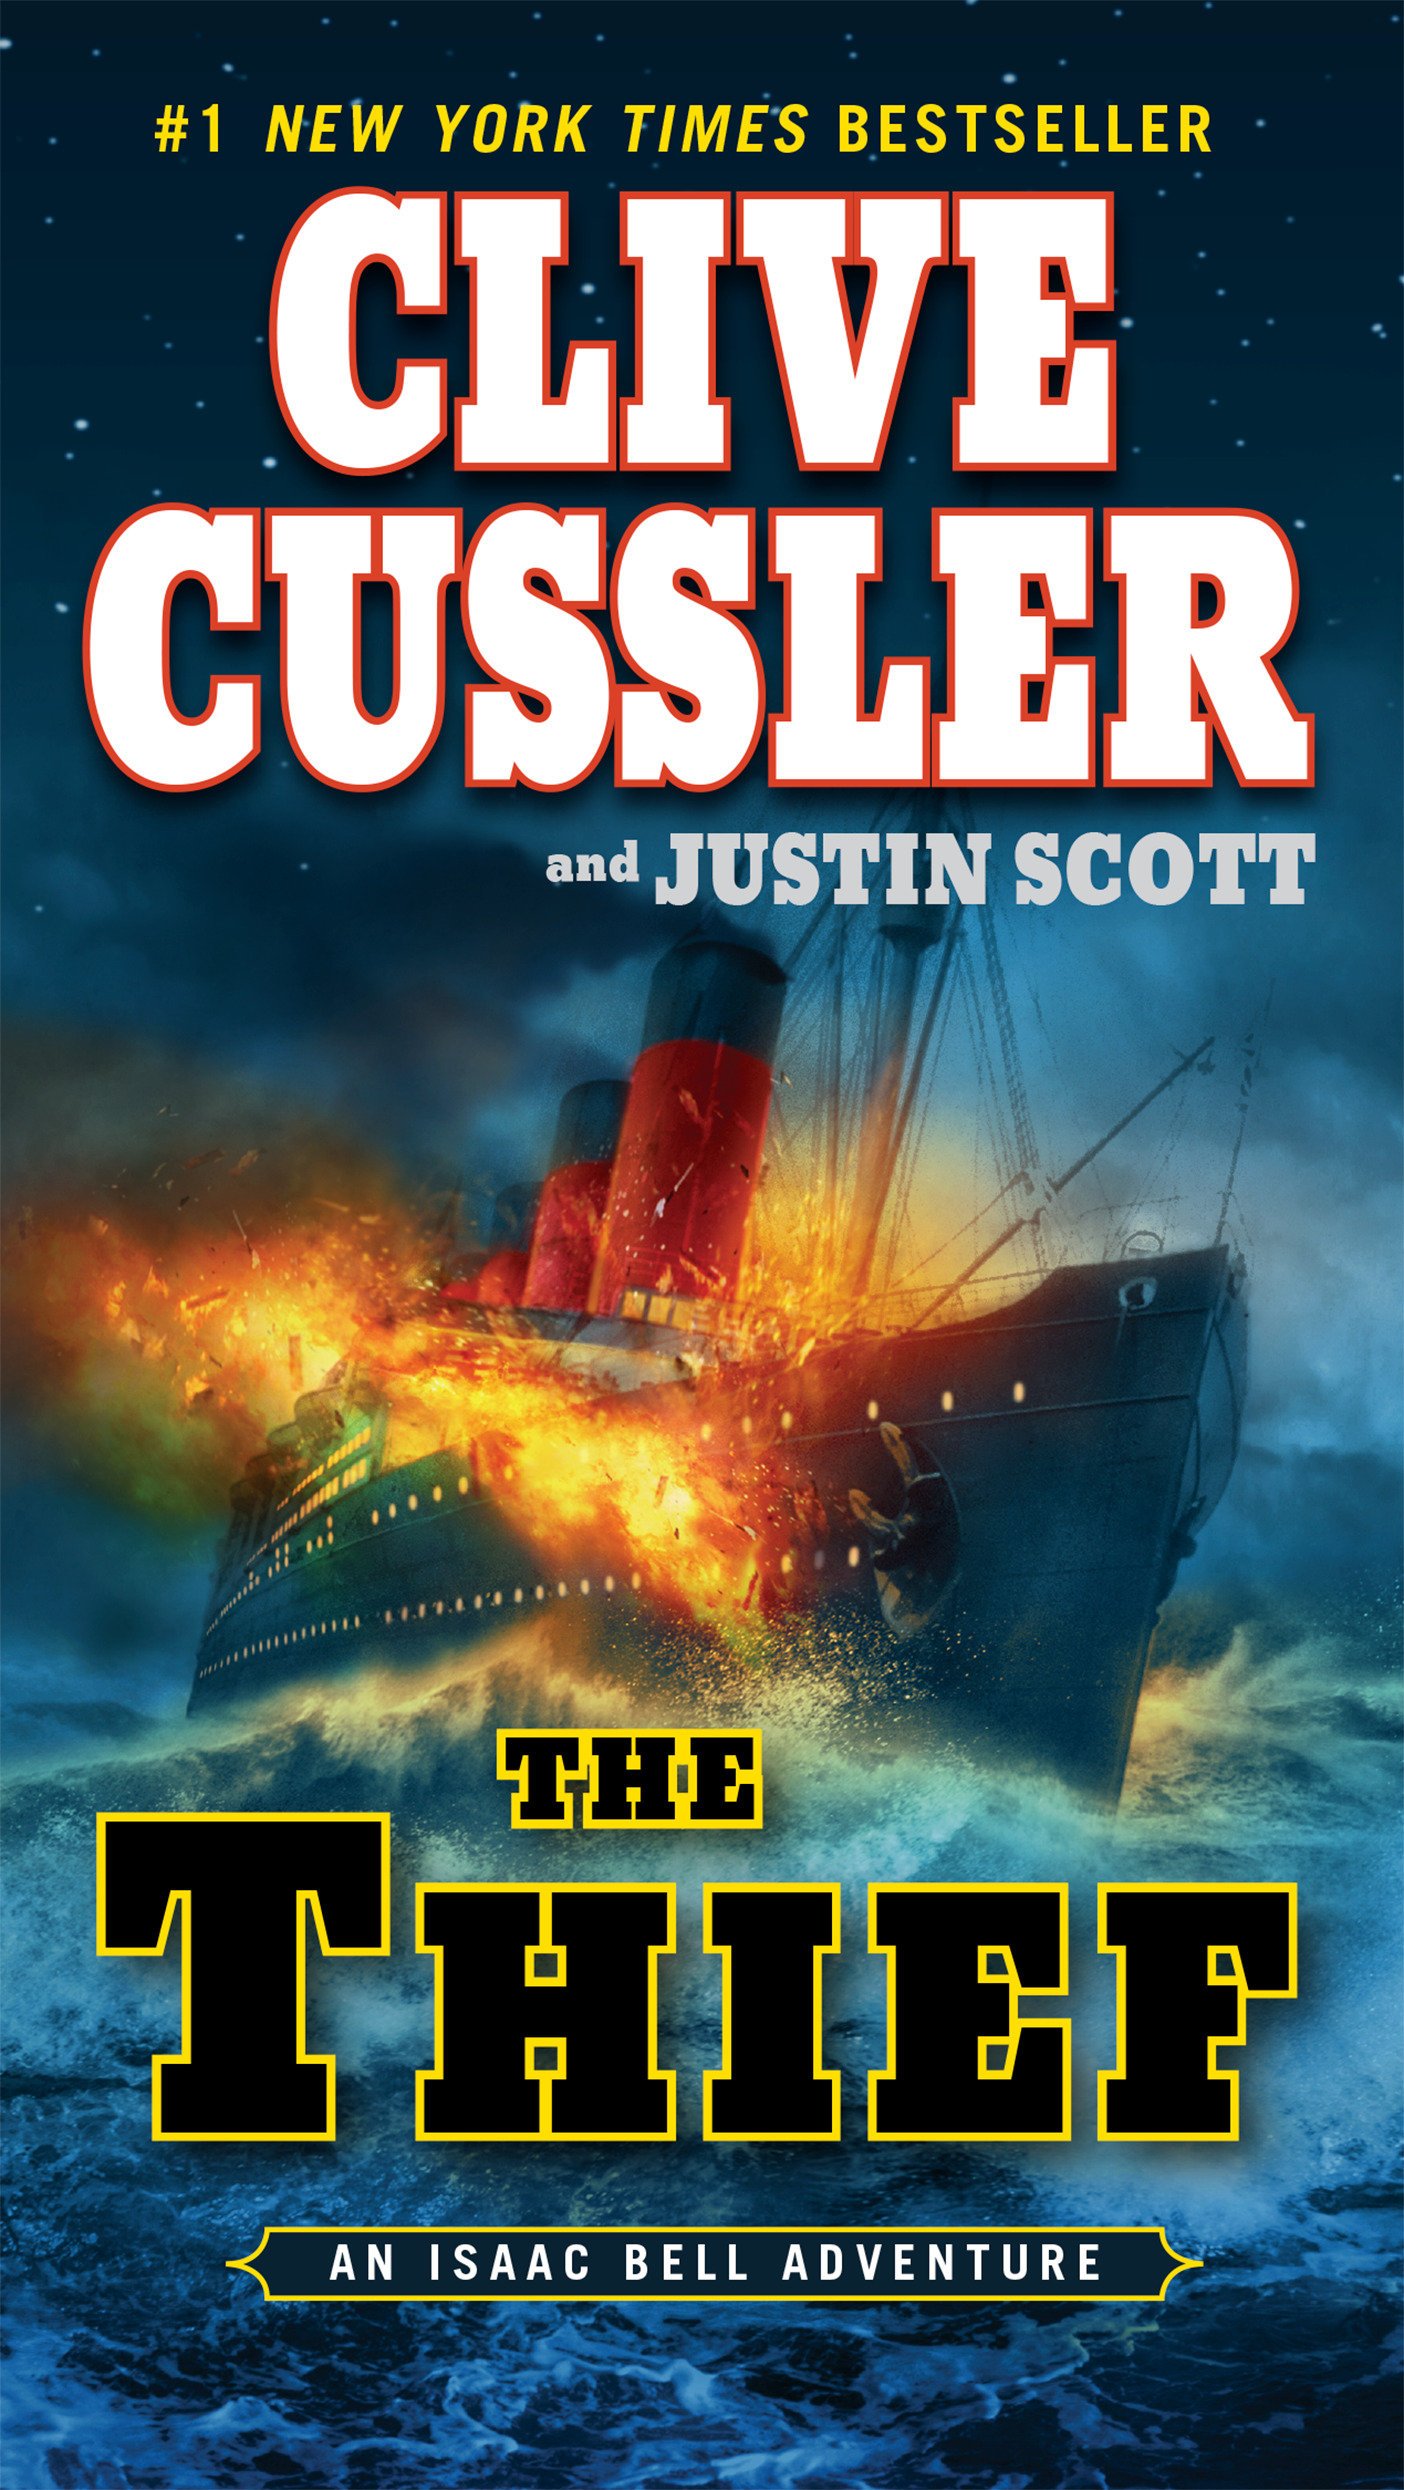 #1 NEW YORK TIMES BESTSELLER
CLIVE
CUSSLER
and JUSTIN SCOTT
THE
THIEF
AN ISAAC BELL ADVENTURE